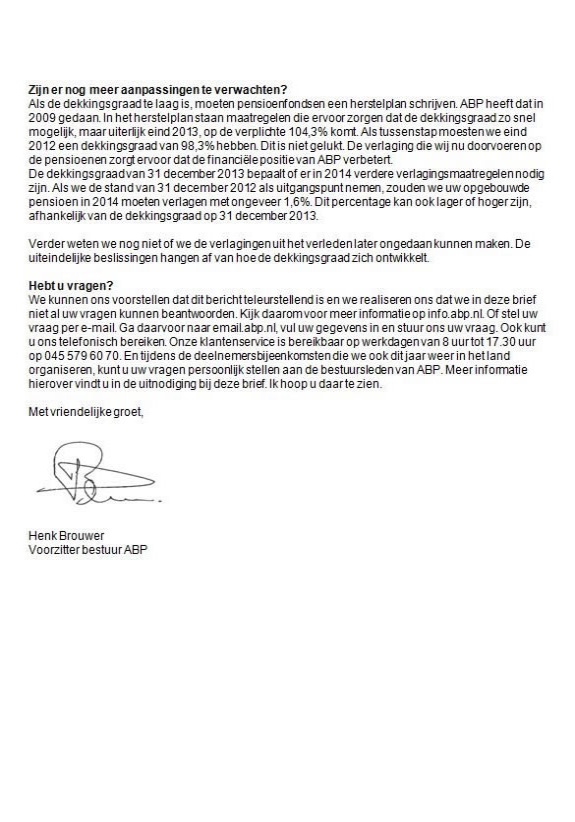 Zijn er nog meer aanpassingen te verwachten?
Als de dekkingsgraad te laag is, moeten pensioenfondsen een herstelplan schrijven. ABP heeft dat in
2009 gedaan. In het herstelplan staan maatregelen die ervoor zorgen dat de dekkingsgraad zo snel
mogelijk, maar uiterlijk eind 2013, op de verplichte 104,3% komt. Als tussenstap moesten we eind
2012 een dekkingsgraad van 98,3% hebben. Dit is niet gelukt. De verlaging die wij nu doorvoeren op
de pensioenen zorgt ervoor dat de financiële positie van ABP verbetert.
De dekkingsgraad van 31 december 2013 bepaalt of er in 2014 verdere verlagingsmaatregelen nodig
zijn. Als we de stand van 31 december 2012 als uitgangspunt nemen, zouden we uw opgebouwde
pensioen in 2014 moeten verlagen met ongeveer 1,6%. Dit percentage kan ook lager of hoger zijn,
afhankelijk van de dekkingsgraad op 31 december 2013.
Verder weten we nog niet of we de verlagingen uit het verleden later ongedaan kunnen maken. De
uiteindelijke beslissingen hangen af van hoe de dekkingsgraad zich ontwikkelt.
Hebt u vragen?
We kunnen ons voorstellen dat dit bericht teleurstellend is en we realiseren ons dat we in deze brief
niet al uw vragen kunnen beantwoorden. Kijk daarom voor meer informatie op info.abp.nl. Of stel uw
vraag per e-mail. Ga daarvoor naar email.abp.nl, vul uw gegevens in en stuur ons uw vraag. Ook kunt
u ons telefonisch bereiken. Onze klantenservice is bereikbaar op werkdagen van 8 uur tot 17.30 uur
op 045 579 60 70. En tijdens de deelnemersbijeenkomsten die we ook dit jaar weer in het land
organiseren, kunt u uw vragen persoonlijk stellen aan de bestuursleden van ABP. Meer informatie
hierover vindt u in de uitnodiging bij deze brief. Ik hoop u daar te zien.
Met vriendelijke groet,
Henk Brouwer
Voorzitter bestuur ABP